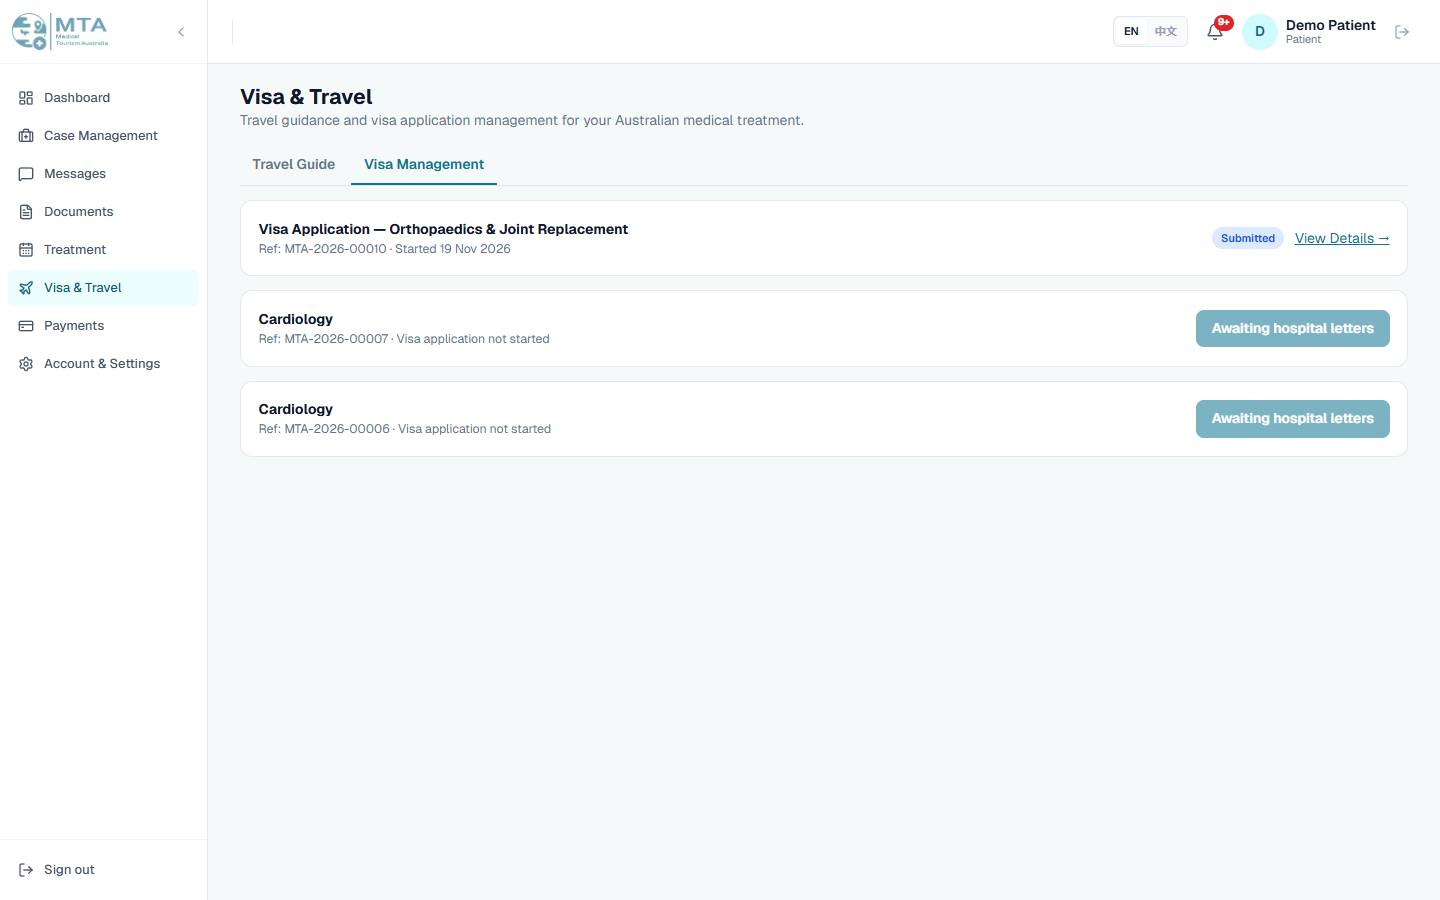 MTA
Medical
Tourism Australia
EN
中文
9+
D
Demo Patient
Patient
Dashboard
Case Management
Messages
Documents
Treatment
Visa & Travel
Payments
Account & Settings
Sign out
Visa & Travel
Travel guidance and visa application management for your Australian medical treatment.
Travel Guide
Visa Management
Visa Application — Orthopaedics & Joint Replacement
Ref: MTA-2026-00010 · Started 19 Nov 2026
Submitted
View Details →
Cardiology
Ref: MTA-2026-00007 · Visa application not started
Awaiting hospital letters
Cardiology
Ref: MTA-2026-00006 · Visa application not started
Awaiting hospital letters